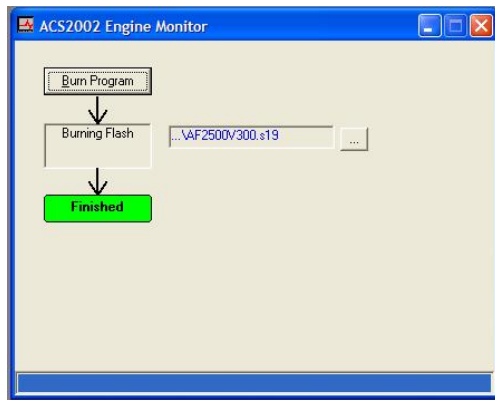 ACS2002 Engine Monitor
Burn Program
Burning Flash
...\AF2500V300.s19
...
Finished